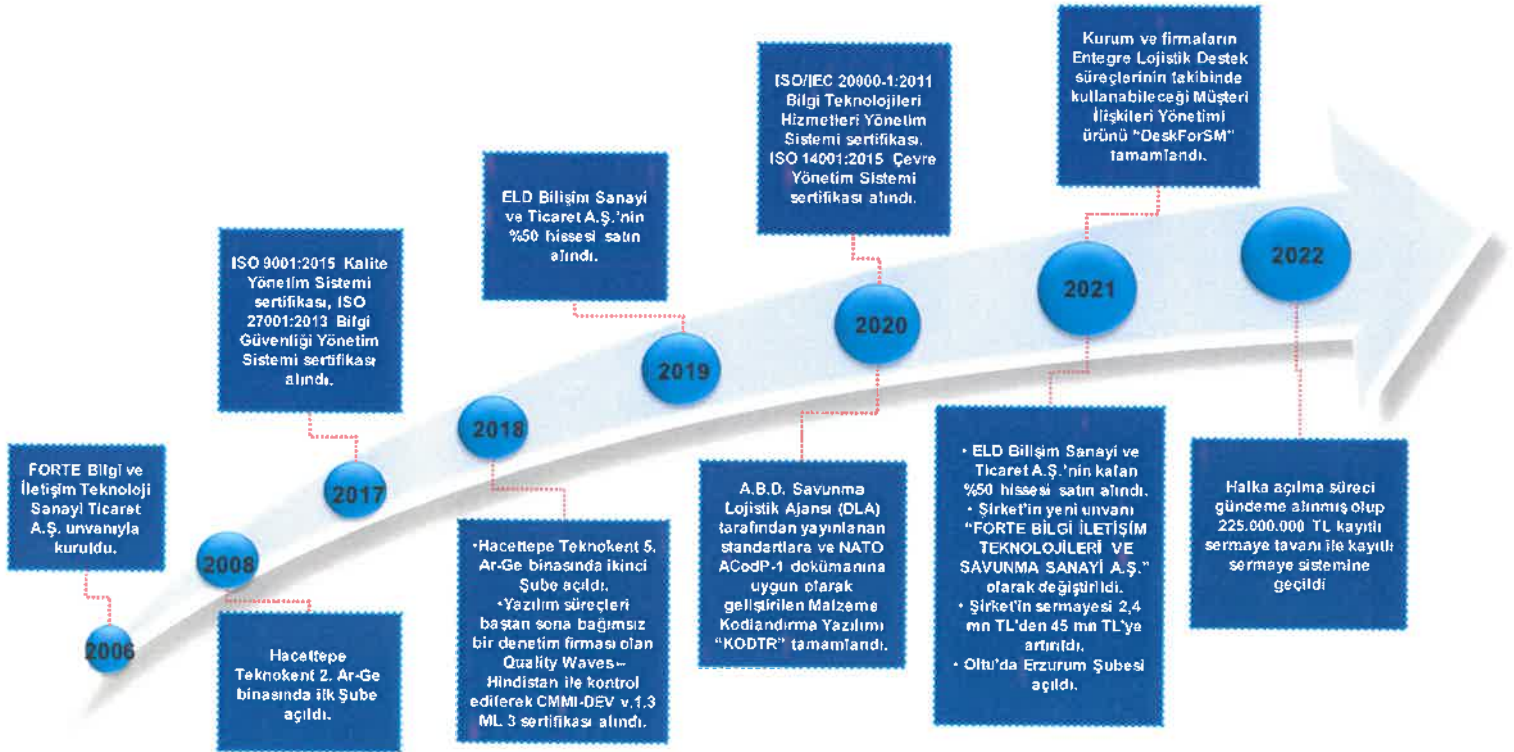 FORTE Bilgi ve
İletişim Teknoloji
Sanayi Ticaret
A.Ş. unvanıyla
kuruldu.
2006
2008
Hacettepe
Teknokent 2. Ar-Ge
binasında ilk Şube
açıldı.
ISO 9001:2015 Kalite
Yönetim Sistemi
sertifikası, ISO
27001:2013 Bilgi
Güvenliği Yönetim
Sistemi sertifikası
alındı.
2017
2018
•Hacettepe Teknokent 5.
Ar-Ge binasında ikinci
Şube açıldı.
•Yazılım süreçleri
baştan sona bağımsız
bir denetim firması olan
Quality Waves –
Hindistan ile kontrol
edilerek CMMI-DEV v.1.3
ML 3 sertifikası alındı.
ELD Bilişim Sanayi
ve Ticaret A.Ş.'nin
%50 hissesi satın
alındı.
2019
ISO/IEC 20000-1:2011
Bilgi Teknolojileri
Hizmetleri Yönetim
Sistemi sertifikası.
ISO 14001:2015 Çevre
Yönetim Sistemi
sertifikası alındı.
2020
A.B.D. Savunma
Lojistik Ajansı (DLA)
tarafından yayınlanan
standartlara ve NATO
ACodP-1 dokümanına
uygun olarak
geliştirilen Malzeme
Kodlandırma Yazılımı
"KODTR" tamamlandı.
Kurum ve firmaların
Entegre Lojistik Destek
süreçlerinin takibinde
kullanabileceği Müşteri
İlişkileri Yönetimi
ürünü "DeskForSM"
tamamlandı.
2021
• ELD Bilişim Sanayi ve
Ticaret A.Ş.'nin kalan
%50 hissesi satın alındı.
• Şirket'in yeni unvanı
"FORTE BİLGİ İLETİŞİM
TEKNOLOJİLERİ VE
SAVUNMA SANAYİ A.Ş."
olarak değiştirildi.
• Şirket'in sermayesi 2,4
mn TL'den 45 mn TL'ye
artırıldı.
• Oltu'da Erzurum Şubesi
açıldı.
2022
Halka açılma süreci
gündeme alınmış olup
225.000.000 TL kayıtlı
sermaye tavanı ile kayıtlı
sermaye sistemine
geçildi